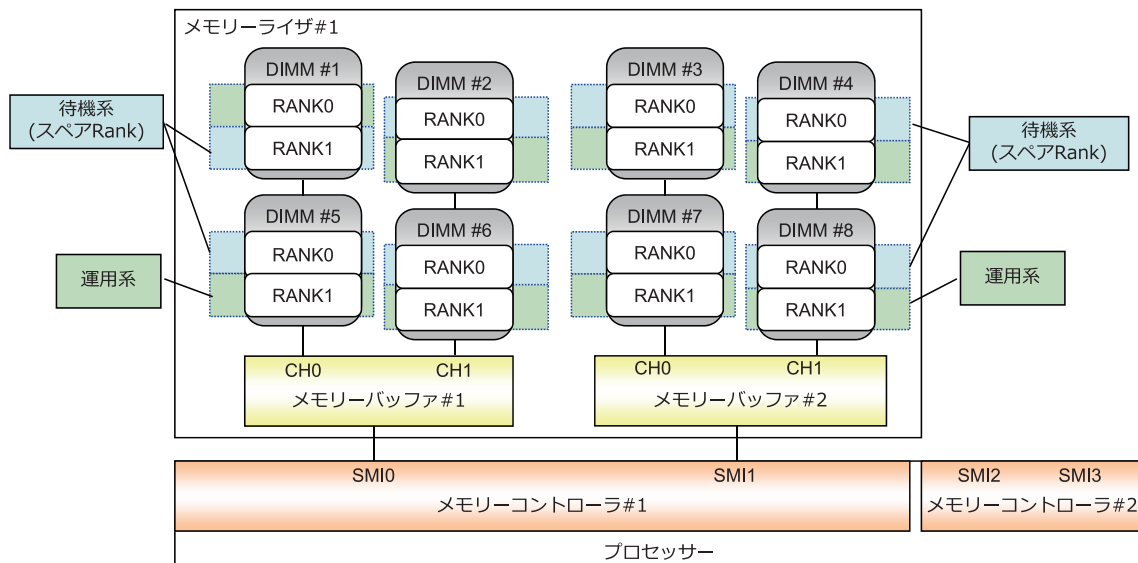 メモリーライザ#1
DIMM #1
DIMM #2
DIMM #3
DIMM #4
RANK0
RANK0
RANK0
RANK0
RANK1
RANK1
RANK1
RANK1
待機系
(スペアRank)
待機系
(スペアRank)
DIMM #5
DIMM #6
DIMM #7
DIMM #8
RANK0
RANK0
RANK0
RANK0
RANK1
RANK1
RANK1
RANK1
運用系
運用系
CH0
CH1
メモリーバッファ#1
CH0
CH1
メモリーバッファ#2
SMI0
SMI1
メモリーコントローラ#1
SMI2
SMI3
メモリーコントローラ#2
プロセッサー